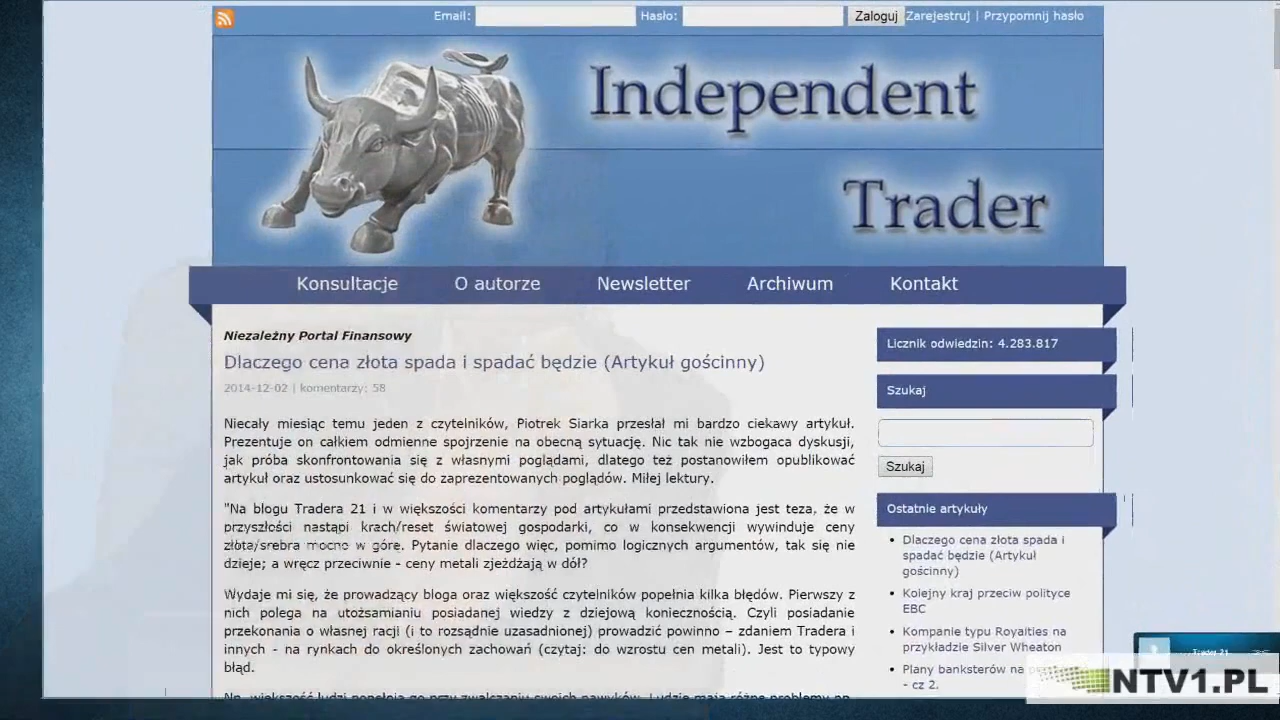 Email:
Hasło:
Zaloguj
Zarejestruj | Przypomnij hasło
Independent
Trader
Konsultacje
O autorze
Newsletter
Archiwum
Kontakt
Niezależny Portal Finansowy
Dlaczego cena złota spada i spadać będzie (Artykuł gościnny)
2014-12-02 | komentarzy: 58
Niecały miesiąc temu jeden z czytelników, Piotrek Siarka przesłał mi bardzo ciekawy artykuł.
Prezentuje on całkiem odmienne spojrzenie na obecną sytuację. Nic tak nie wzbogaca dyskusji,
jak próba skonfrontowania się z własnymi poglądami, dlatego też postanowiłem opublikować
artykuł oraz ustosunkować się do zaprezentowanych poglądów. Miłej lektury.
"Na blogu Tradera 21 i w większości komentarzy pod artykułami przedstawiona jest teza, że w
przyszłości nastąpi krach/reset światowej gospodarki, co w konsekwencji wywinduje ceny
złota/srebra mocno w górę. Pytanie dlaczego więc, pomimo logicznych argumentów, tak się nie
dzieje; a wręcz przeciwnie - ceny metali zjeżdżają w dół?
Wydaje mi się, że prowadzący bloga oraz większość czytelników popełnia kilka błędów. Pierwszy z
nich polega na utożsamianiu posiadanej wiedzy z dziejową koniecznością. Czyli posiadanie
przekonania o własnej racji (i to rozsądnie uzasadnionej) prowadzić powinno – zdaniem Tradera i
innych - na rynkach do określonych zachowań (czytaj: do wzrostu cen metali). Jest to typowy
błąd.
Licznik odwiedzin: 4.283.817
Szukaj
Szukaj
Ostatnie artykuły
Dlaczego cena złota spada i
spadać będzie (Artykuł
gościnny)
Kolejny kraj przeciw polityce
EBC
Kompanie typu Royalties na
przykładzie Silver Wheaton
Plany banksterów na
- cz 2.
Trader 21
NTV1.PL